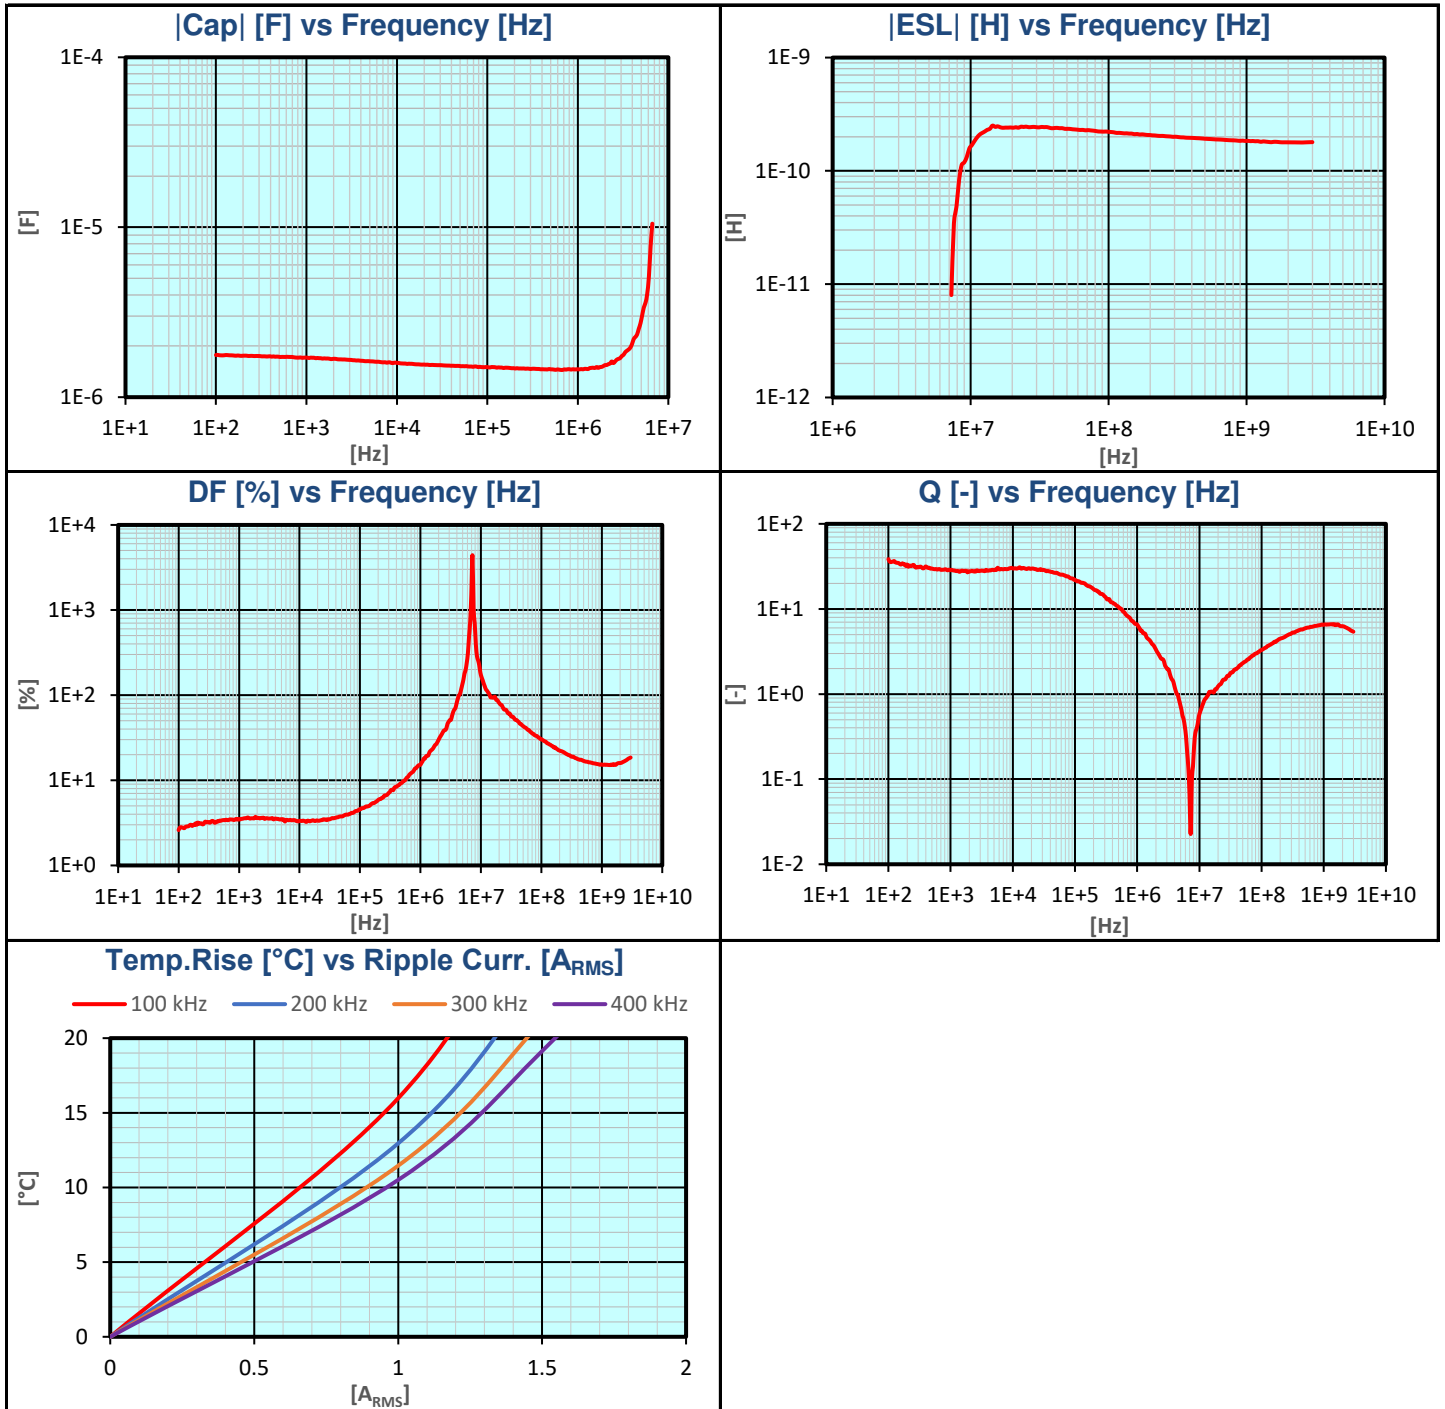 |Cap| [F] vs Frequency [Hz]
1E-4
1E-5
1E-6
[F]
1E+1 1E+2 1E+3 1E+4 1E+5 1E+6 1E+7
[Hz]
|ESL| [H] vs Frequency [Hz]
1E-9
1E-10
1E-11
1E-12
[H]
1E+6 1E+7 1E+8 1E+9 1E+10
[Hz]
DF [%] vs Frequency [Hz]
1E+4
1E+3
1E+2
1E+1
1E+0
[%]
1E+1 1E+2 1E+3 1E+4 1E+5 1E+6 1E+7 1E+8 1E+9 1E+10
[Hz]
Q [-] vs Frequency [Hz]
1E+2
1E+1
1E+0
1E-1
1E-2
[-]
1E+1 1E+2 1E+3 1E+4 1E+5 1E+6 1E+7 1E+8 1E+9 1E+10
[Hz]
Temp.Rise [°C] vs Ripple Curr. [ARMS]
100 kHz 200 kHz 300 kHz 400 kHz
20
15
10
5
0
[°C]
0 0.5 1 1.5 2
[ARMS]